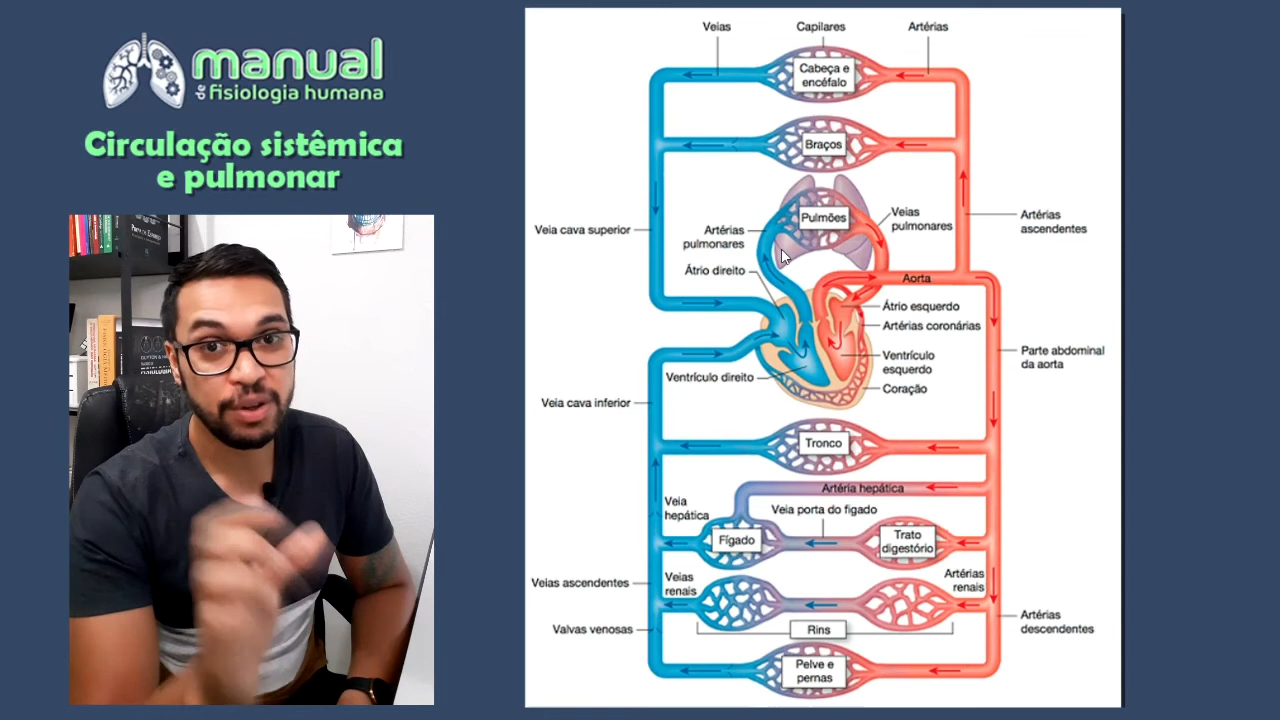 manual
de fisiologia humana
Circulação sistêmica
e pulmonar
Veias
Capilares
Artérias
Cabeça e
encéfalo
Braços
Pulmões
Veias
pulmonares
Artérias
pulmonares
Artérias
ascendentes
Veia cava superior
Átrio direito
Aorta
Átrio esquerdo
Artérias coronárias
Ventrículo
esquerdo
Parte abdominal
da aorta
Ventrículo direito
Coração
Veia cava inferior
Tronco
Artéria hepática
Veia
hepática
Veia porta do figado
Fígado
Trato
digestório
Veias ascendentes
Veias
renais
Artérias
renais
Valvas venosas
Rins
Artérias
descendentes
Pelve e
pernas